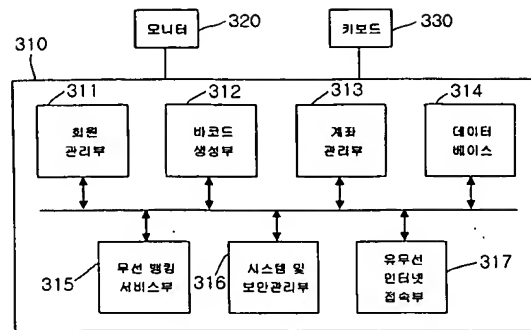 모니터
320
키보드
330
310
311
312
313
314
회원
관리부
바코드
생성부
계좌
관리부
데이터
베이스
무선 뱅킹
서비스부
시스템 및
보안관리부
유무선
인터넷
접속부
315
316
317